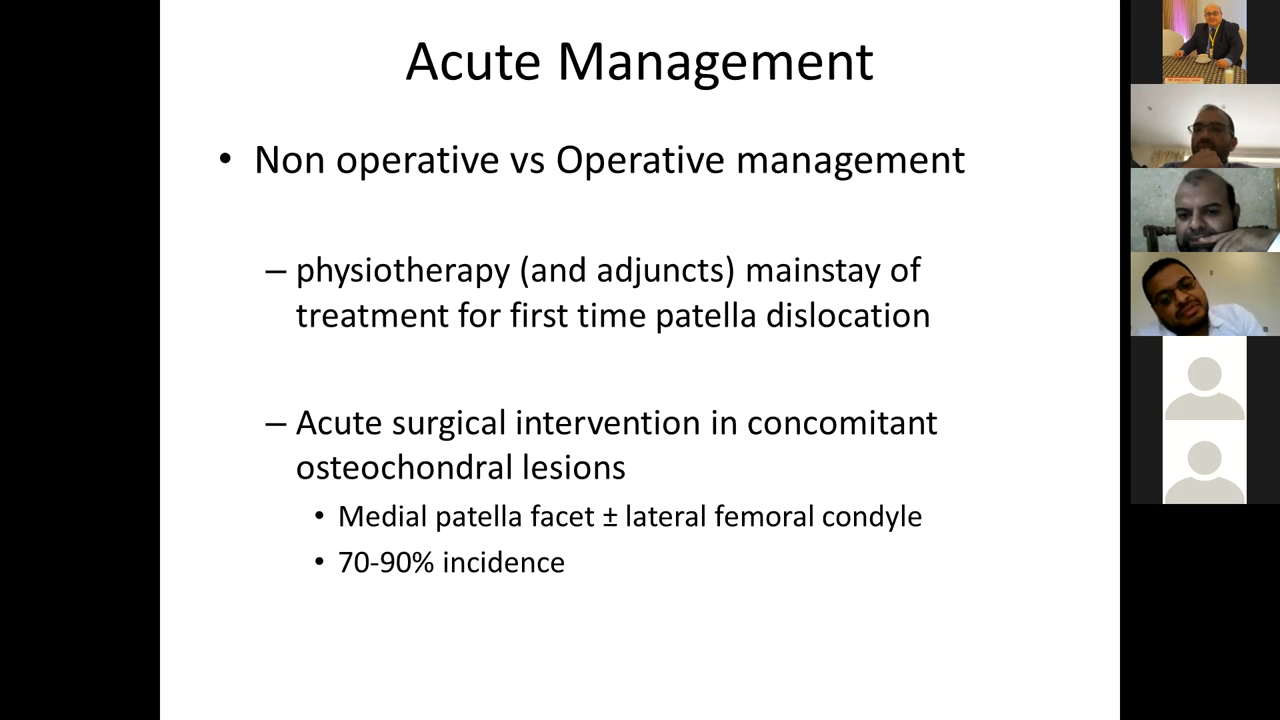 Acute Management
• Non operative vs Operative management
– physiotherapy (and adjuncts) mainstay of
treatment for first time patella dislocation
– Acute surgical intervention in concomitant
osteochondral lesions
• Medial patella facet ± lateral femoral condyle
• 70-90% incidence